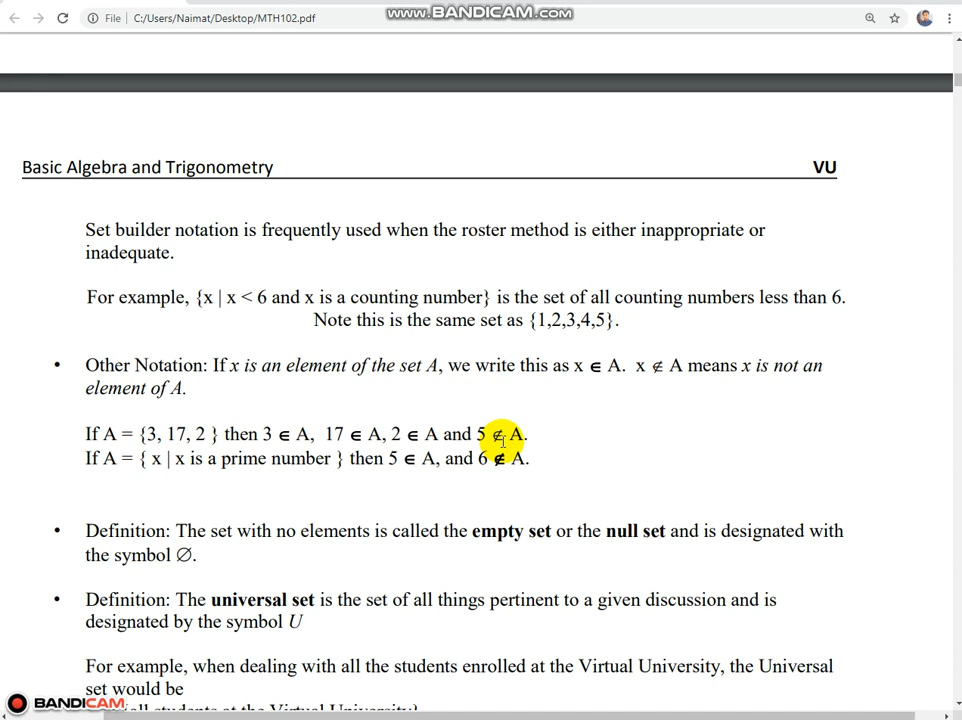 File | C:/Users/Naimat/Desktop/MTH102.pdf
www.BANDICAM.com
Basic Algebra and Trigonometry VU
Set builder notation is frequently used when the roster method is either inappropriate or
inadequate.
For example, {x | x < 6 and x is a counting number} is the set of all counting numbers less than 6.
Note this is the same set as {1,2,3,4,5}.
• Other Notation: If x is an element of the set A, we write this as x ∈ A. x ∉ A means x is not an
element of A.
If A = {3, 17, 2 } then 3 ∈ A, 17 ∈ A, 2 ∈ A and 5 ∉ A.
If A = { x | x is a prime number } then 5 ∈ A, and 6 ∉ A.
• Definition: The set with no elements is called the empty set or the null set and is designated with
the symbol ∅.
• Definition: The universal set is the set of all things pertinent to a given discussion and is
designated by the symbol U
For example, when dealing with all the students enrolled at the Virtual University, the Universal
set would be
all students at the Virtual University}
BANDICAM